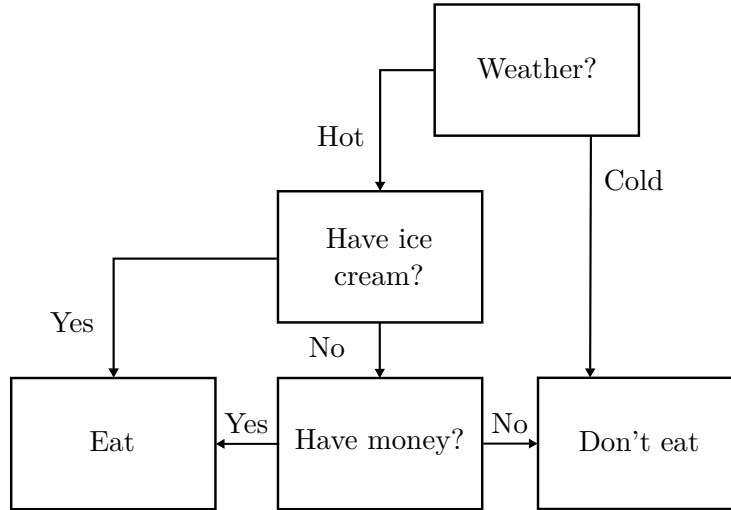 Weather?
Hot
Cold
Have ice
cream?
Yes
No
Eat
Yes
Have money?
No
Don't eat